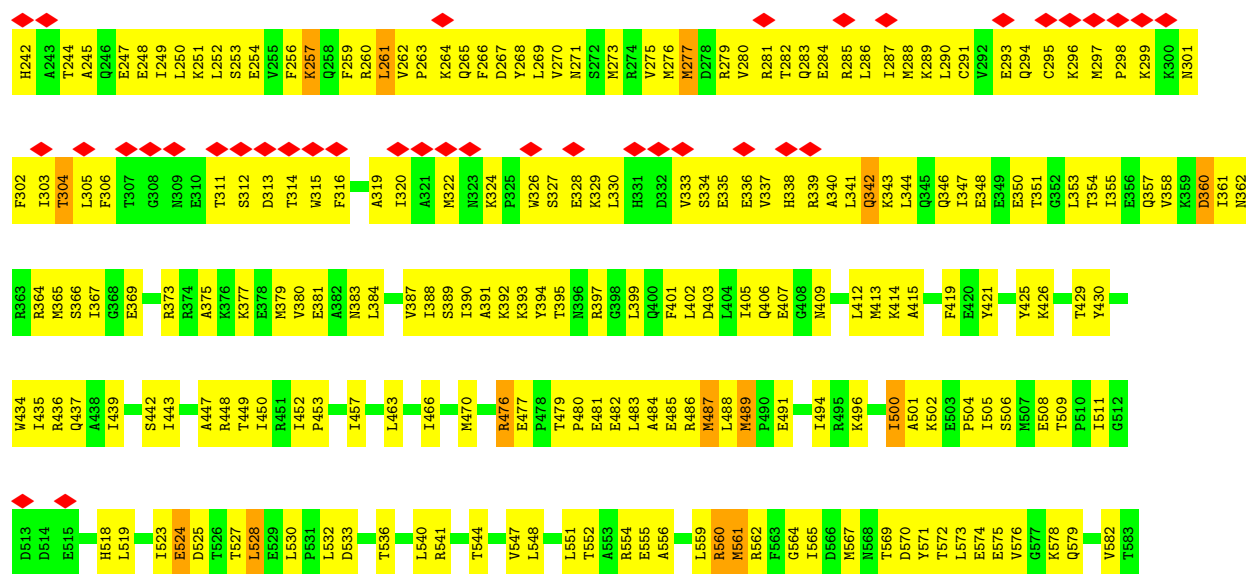 H242 A243 T244 A245 Q246 E247 E248 I249 L250 K251 L252 S253 E254 V255 F256 K257 Q258 F259 R260 L261 V262 P263 K264 Q265 F266 D267 Y268 L269 V270 N271 S272 M273 R274 V275 M276 M277 D278 R279 V280 R281 T282 Q283 E284 R285 L286 I287 M288 K289 L290 C291 V292 E293 Q294 C295 K296 M297 P298 K299 K300 N301
F302 I303 T304 L305 F306 T307 G308 N309 E310 T311 S312 D313 T314 W315 F316 A319 I320 A321 M322 N323 K324 P325 W326 S327 E328 K329 L330 H331 D332 V333 S334 E335 E336 V337 H338 R339 A340 L341 Q342 K343 L344 Q345 Q346 I347 E348 E349 E350 T351 G352 L353 T354 I355 E356 Q357 V358 K359 D360 I361 N362
R363 R364 M365 S366 I367 G368 E369 R373 R374 A375 K376 K377 E378 M379 V380 E381 A382 N383 L384 V387 I388 S389 I390 A391 K392 K393 Y394 T395 N396 R397 G398 L399 Q400 F401 L402 D403 L404 I405 Q406 E407 G408 N409 L412 M413 K414 A415 F419 E420 Y421 Y425 K426 T429 Y430
W434 I435 R436 Q437 A438 I439 S442 I443 A447 R448 T449 I450 R451 I452 P453 I457 L463 I466 M470 R476 E477 P478 T479 P480 E481 E482 L483 A484 E485 R486 M487 L488 M489 P490 E491 I494 R495 K496 I500 A501 K502 E503 P504 I505 S506 M507 E508 T509 P510 I511 G512
D513 D514 E515 H518 L519 I523 E524 D525 T526 T527 L528 E529 L530 P531 L532 D533 T536 L540 R541 T544 V547 L548 L551 T552 A553 R554 E555 A556 L559 R560 M561 R562 F563 G564 I565 D566 M567 N568 T569 D570 Y571 T572 L573 E574 E575 V576 G577 K578 Q579 V582 T583